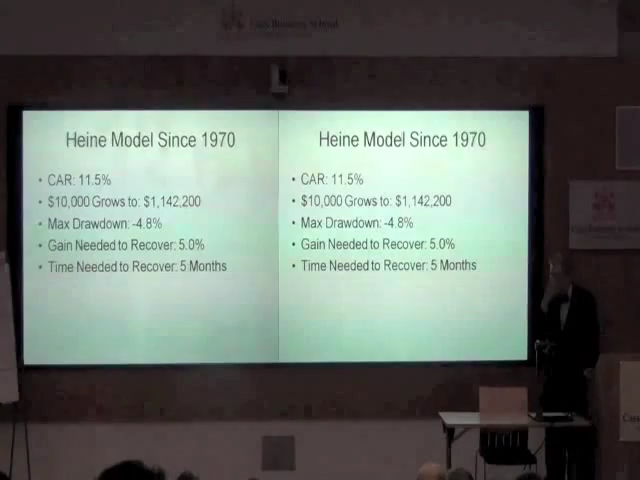 Cass Business School
Heine Model Since 1970
• CAR: 11.5%
• $10,000 Grows to: $1,142,200
• Max Drawdown: -4.8%
• Gain Needed to Recover: 5.0%
• Time Needed to Recover: 5 Months
Heine Model Since 1970
• CAR: 11.5%
• $10,000 Grows to: $1,142,200
• Max Drawdown: -4.8%
• Gain Needed to Recover: 5.0%
• Time Needed to Recover: 5 Months